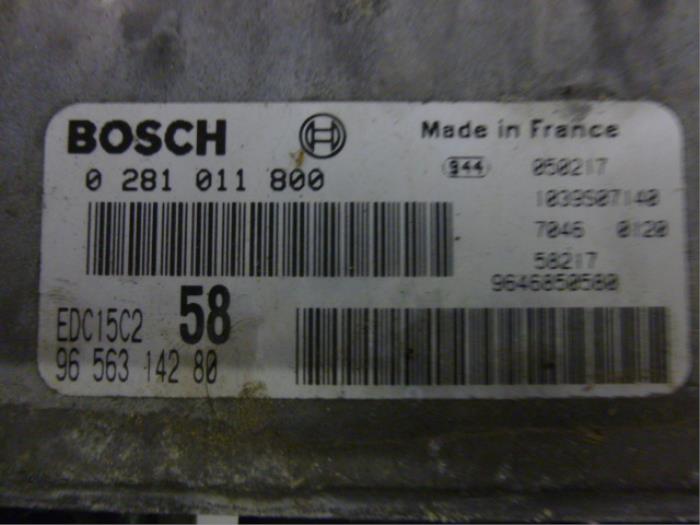 BOSCH
Made in France
944 050217
0 281 011 800
1039S07140
7046 0120
58217
9646850580
EDC15C2 58
96 563 142 80